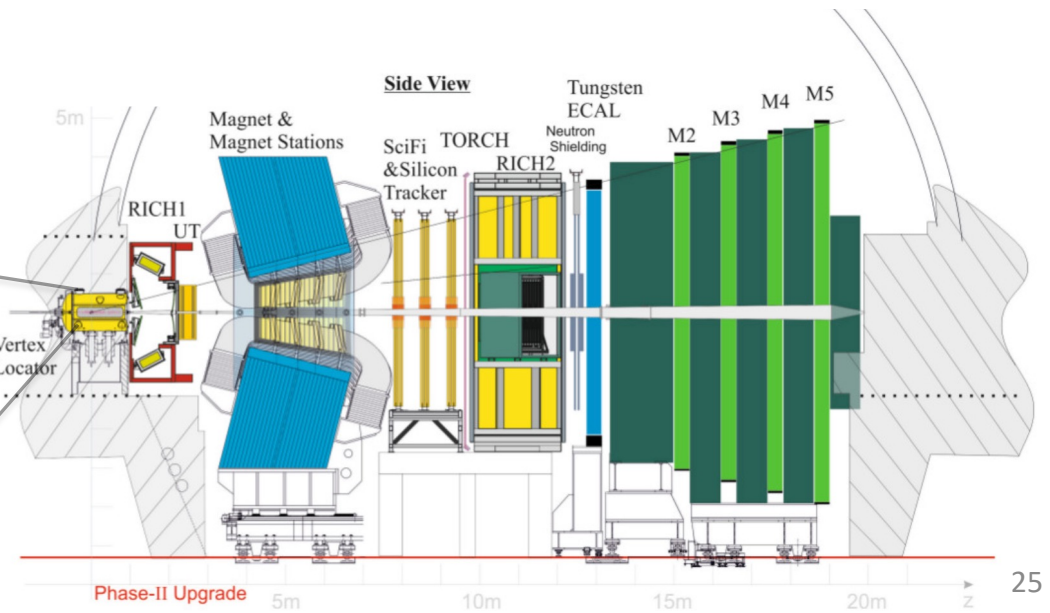 Side View
5m
Magnet &
Magnet Stations
RICH1
UT
SciFi
&Silicon
Tracker
TORCH
RICH2
Neutron
Shielding
Tungsten
ECAL
M2
M3
M4
M5
Vertex
Locator
Phase-II Upgrade
5m
10m
15m
20m
z
25